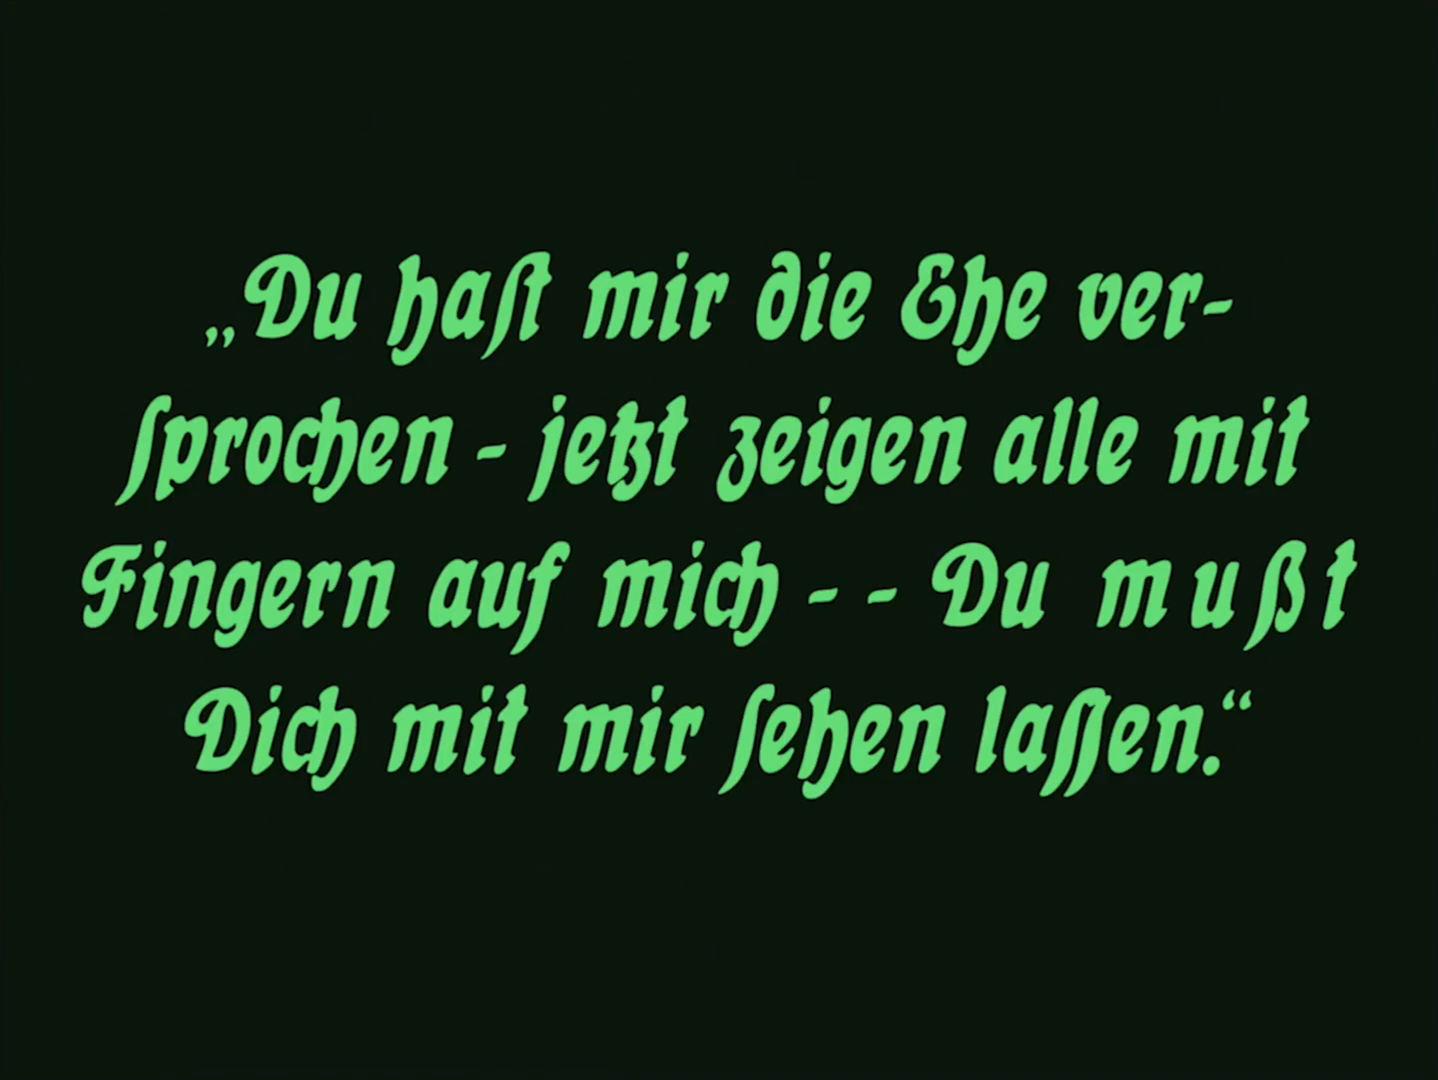 „Du haſt mir die Ehe ver-
ſprochen - jetzt zeigen alle mit
Fingern auf mich - - Du mußt
Dich mit mir ſehen laſſen.“